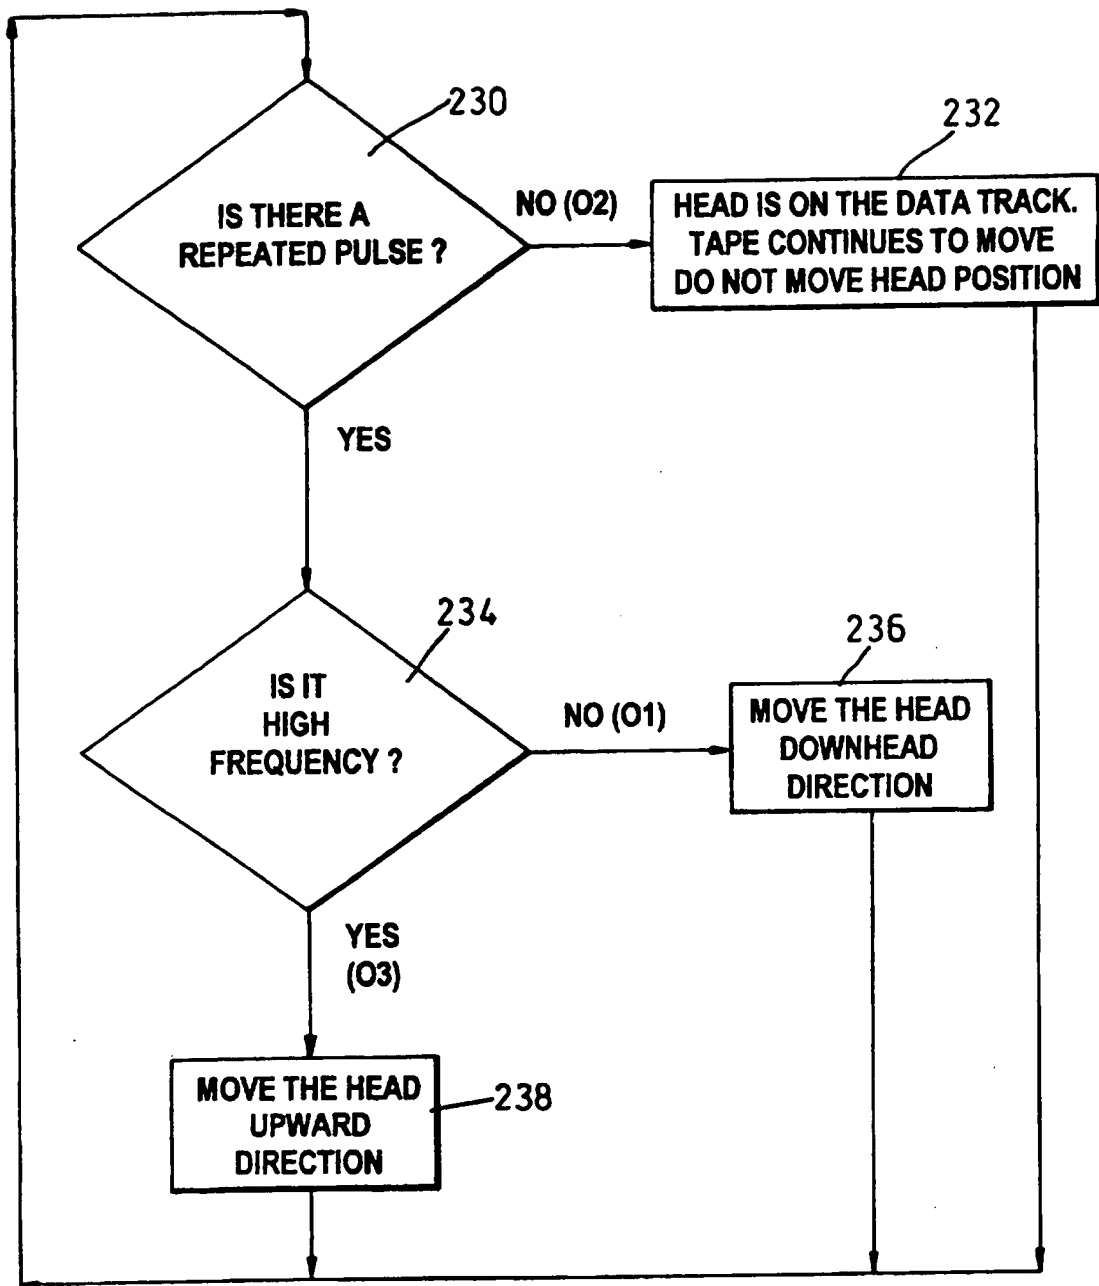 230
232
IS THERE A
REPEATED PULSE ?
NO (O2)
HEAD IS ON THE DATA TRACK.
TAPE CONTINUES TO MOVE
DO NOT MOVE HEAD POSITION
YES
234
236
IS IT
HIGH
FREQUENCY ?
NO (O1)
MOVE THE HEAD
DOWNHEAD
DIRECTION
YES
(O3)
MOVE THE HEAD
UPWARD
DIRECTION
238